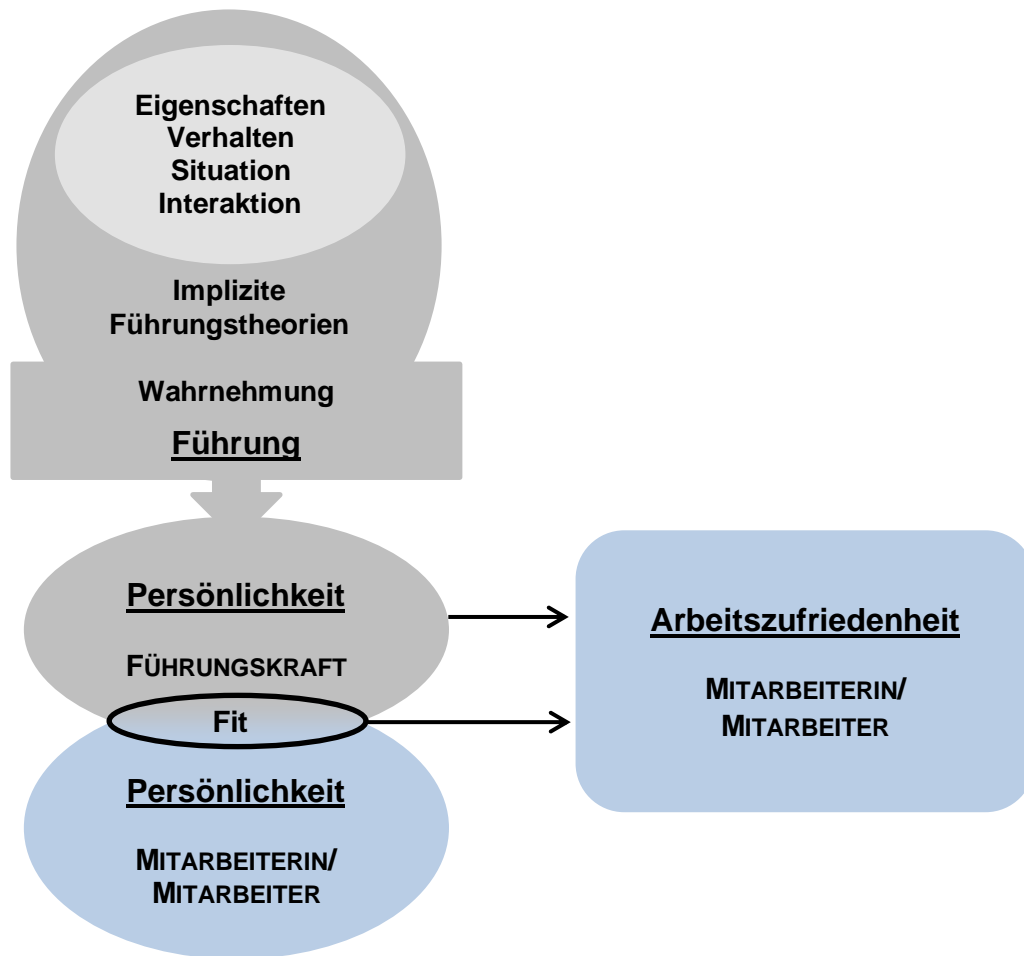 Eigenschaften
Verhalten
Situation
Interaktion
Implizite
Führungstheorien
Wahrnehmung
Führung
Persönlichkeit
FÜHRUNGSKRAFT
Fit
Persönlichkeit
MITARBEITERIN/
MITARBEITER
Arbeitszufriedenheit
MITARBEITERIN/
MITARBEITER